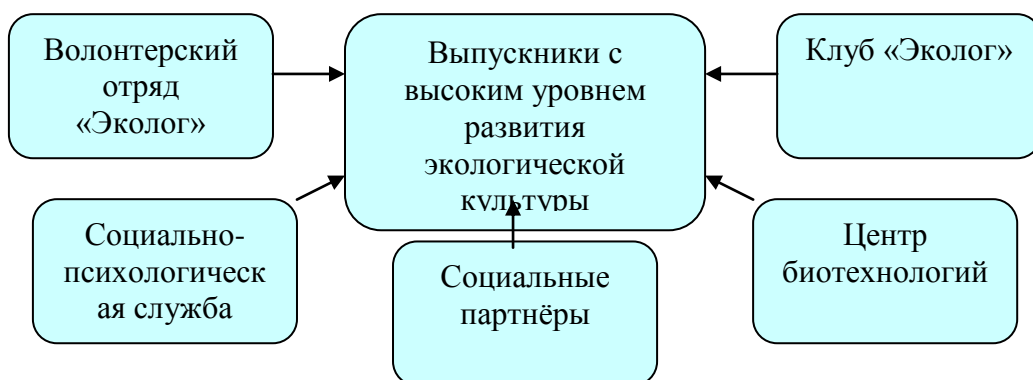 Волонтерский
отряд
«Эколог»
Выпускники с
высоким уровнем
развития
экологической
культуры
Клуб «Эколог»
Социально-
психологическ
ая служба
Социальные
партнёры
Центр
биотехнологий